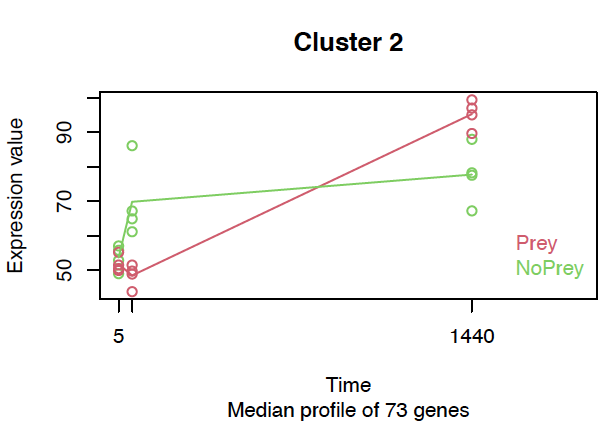 Cluster 2
Expression value
90
70
50
Prey
NoPrey
5
1440
Time
Median profile of 73 genes